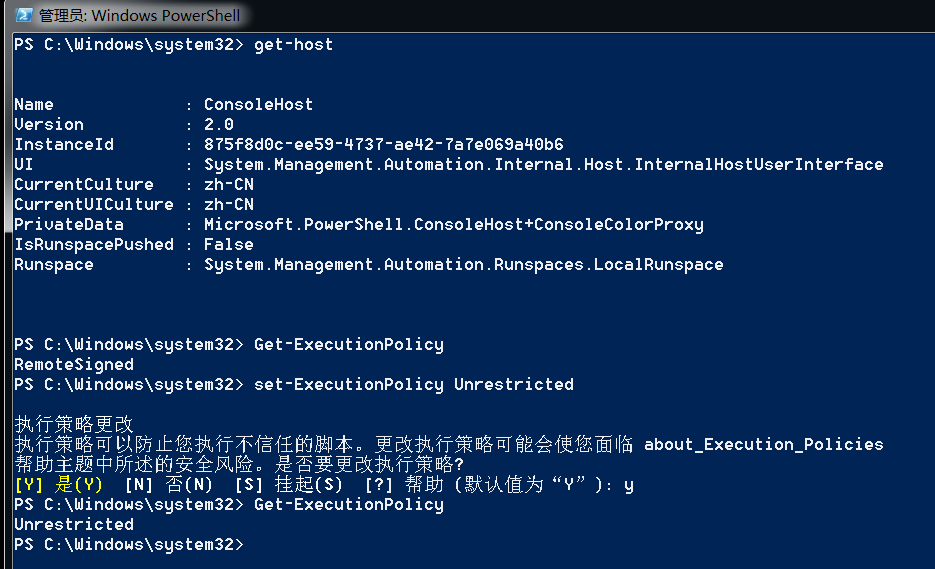 管理员: Windows PowerShell
PS C:\Windows\system32> get-host
Name : ConsoleHost
Version : 2.0
InstanceId : 875f8d0c-ee59-4737-ae42-7a7e069a40b6
UI : System.Management.Automation.Internal.Host.InternalHostUserInterface
CurrentCulture : zh-CN
CurrentUICulture : zh-CN
PrivateData : Microsoft.PowerShell.ConsoleHost+ConsoleColorProxy
IsRunspacePushed : False
Runspace : System.Management.Automation.Runspaces.LocalRunspace
PS C:\Windows\system32> Get-ExecutionPolicy
RemoteSigned
PS C:\Windows\system32> set-ExecutionPolicy Unrestricted
执行策略更改
执行策略可以防止您执行不信任的脚本。更改执行策略可能会使您面临 about_Execution_Policies
帮助主题中所述的安全风险。是否要更改执行策略?
[Y] 是(Y) [N] 否(N) [S] 挂起(S) [?] 帮助 (默认值为“Y”): y
PS C:\Windows\system32> Get-ExecutionPolicy
Unrestricted
PS C:\Windows\system32>